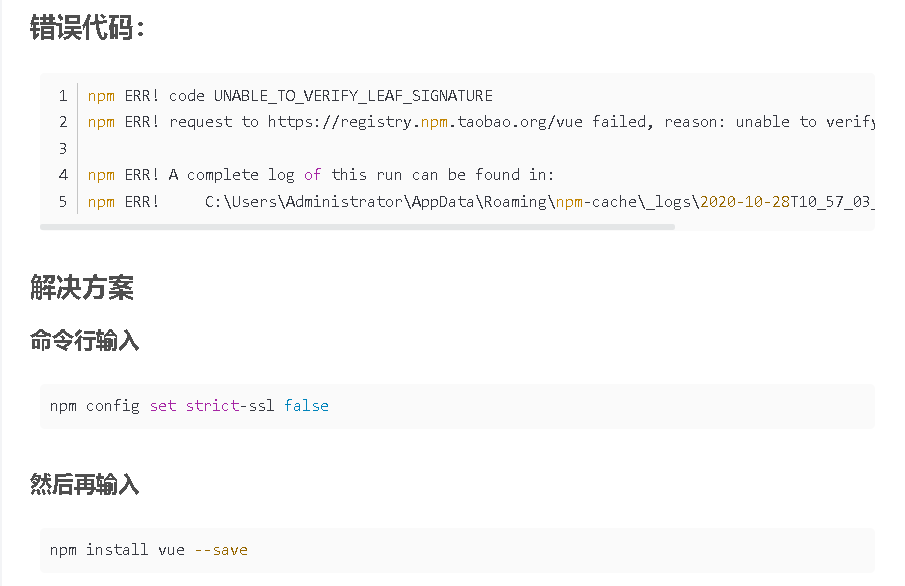 错误代码：
1 npm ERR! code UNABLE_TO_VERIFY_LEAF_SIGNATURE
2 npm ERR! request to https://registry.npm.taobao.org/vue failed, reason: unable to verify
3
4 npm ERR! A complete log of this run can be found in:
5 npm ERR!     C:\Users\Administrator\AppData\Roaming\npm-cache\_logs\2020-10-28T10_57_03_
解决方案
命令行输入
npm config set strict-ssl false
然后再输入
npm install vue --save